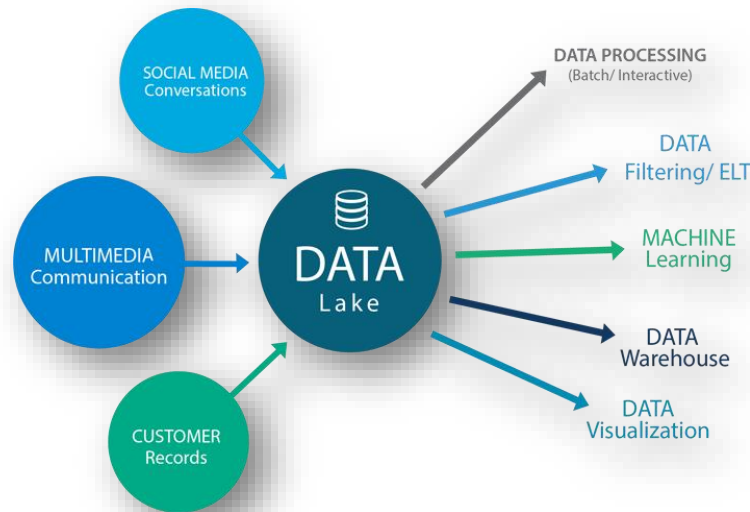 SOCIAL MEDIA
Conversations
MULTIMEDIA
Communication
CUSTOMER
Records
DATA
Lake
DATA PROCESSING
(Batch/ Interactive)
DATA
Filtering/ ELT
MACHINE
Learning
DATA
Warehouse
DATA
Visualization